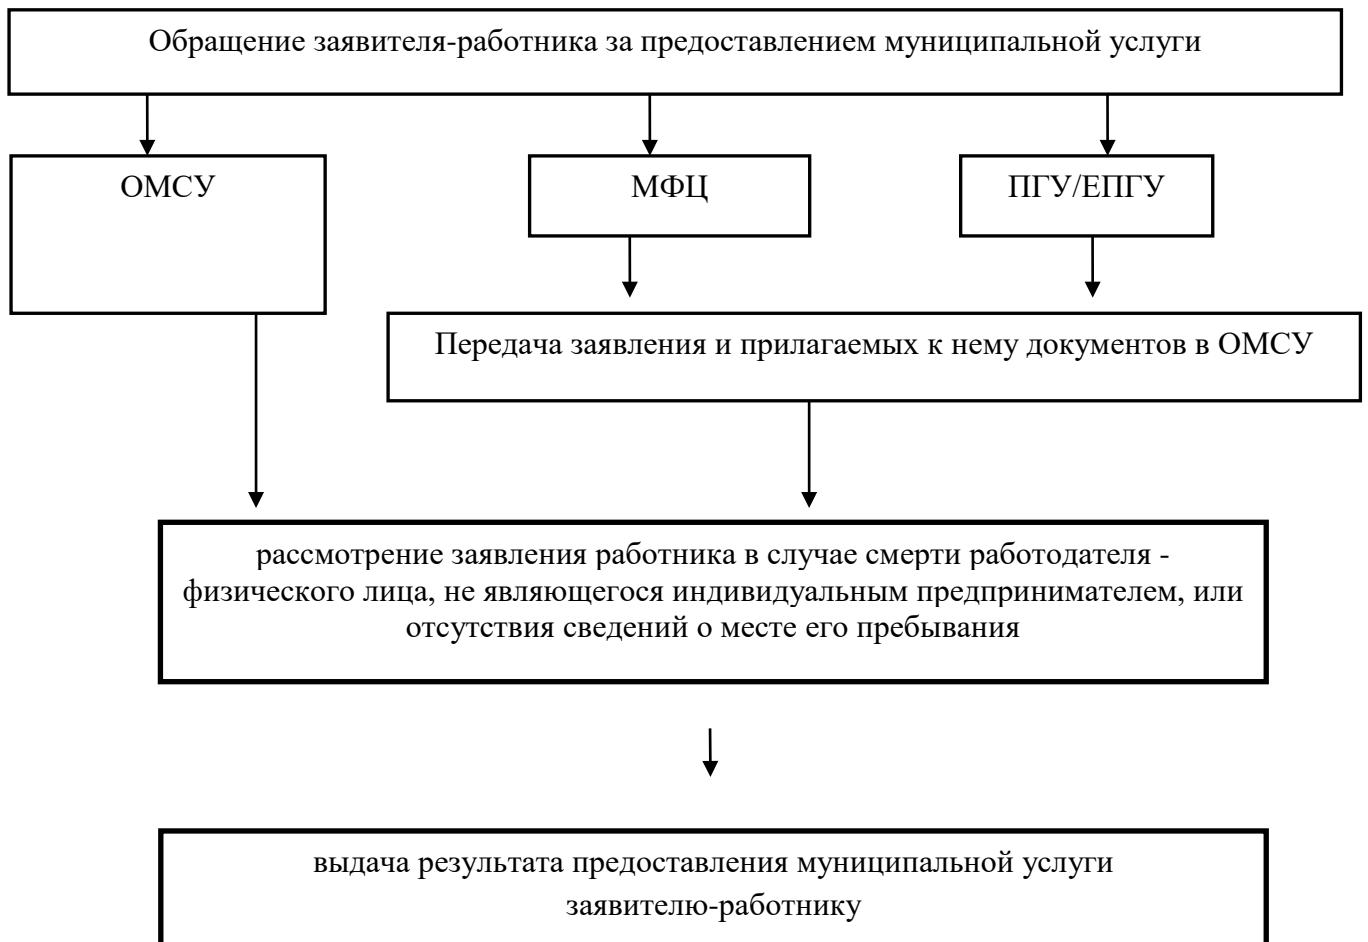 Обращение заявителя-работника за предоставлением муниципальной услуги
ОМСУ
МФЦ
ПГУ/ЕПГУ
Передача заявления и прилагаемых к нему документов в ОМСУ
рассмотрение заявления работника в случае смерти работодателя -
физического лица, не являющегося индивидуальным предпринимателем, или
отсутствия сведений о месте его пребывания
выдача результата предоставления муниципальной услуги
заявителю-работнику